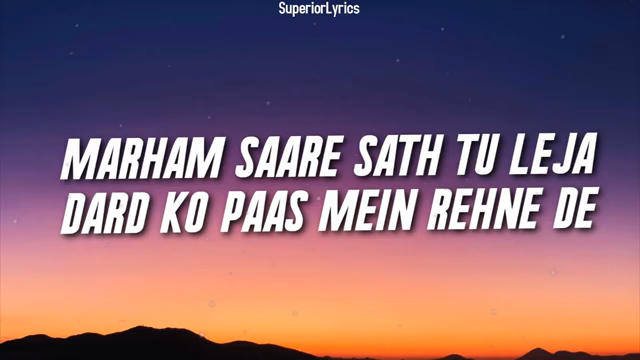 SuperiorLyrics
MARHAM SAARE SATH TU LEJA
DARD KO PAAS MEIN REHNE DE